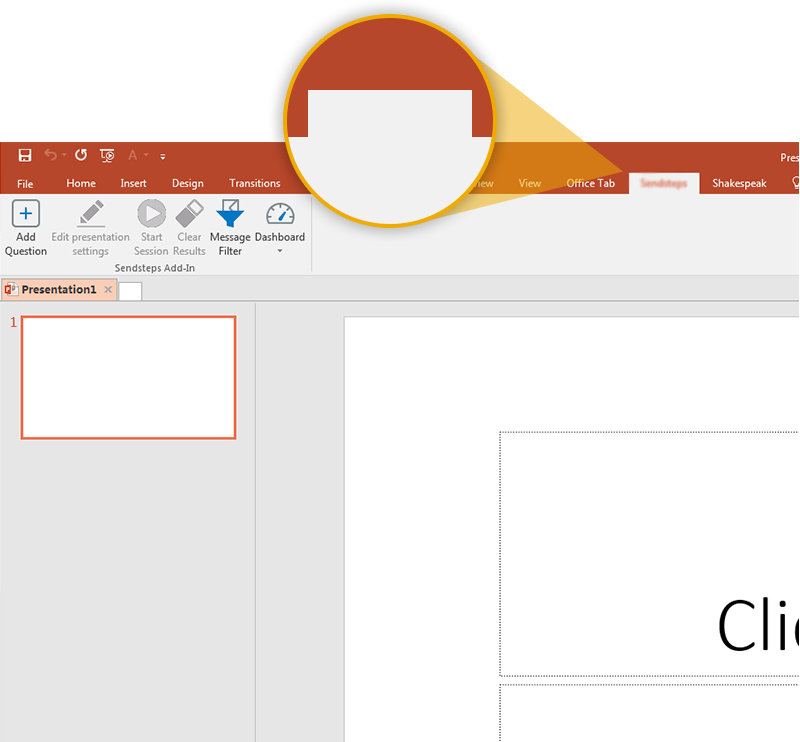 Pres
File Home Insert Design Transitions iew View Office Tab Sendsteps Shakespeak
Add Question
Edit presentation settings
Start Session
Clear Results
Message Filter
Dashboard
Sendsteps Add-In
Presentation1
1
Clic